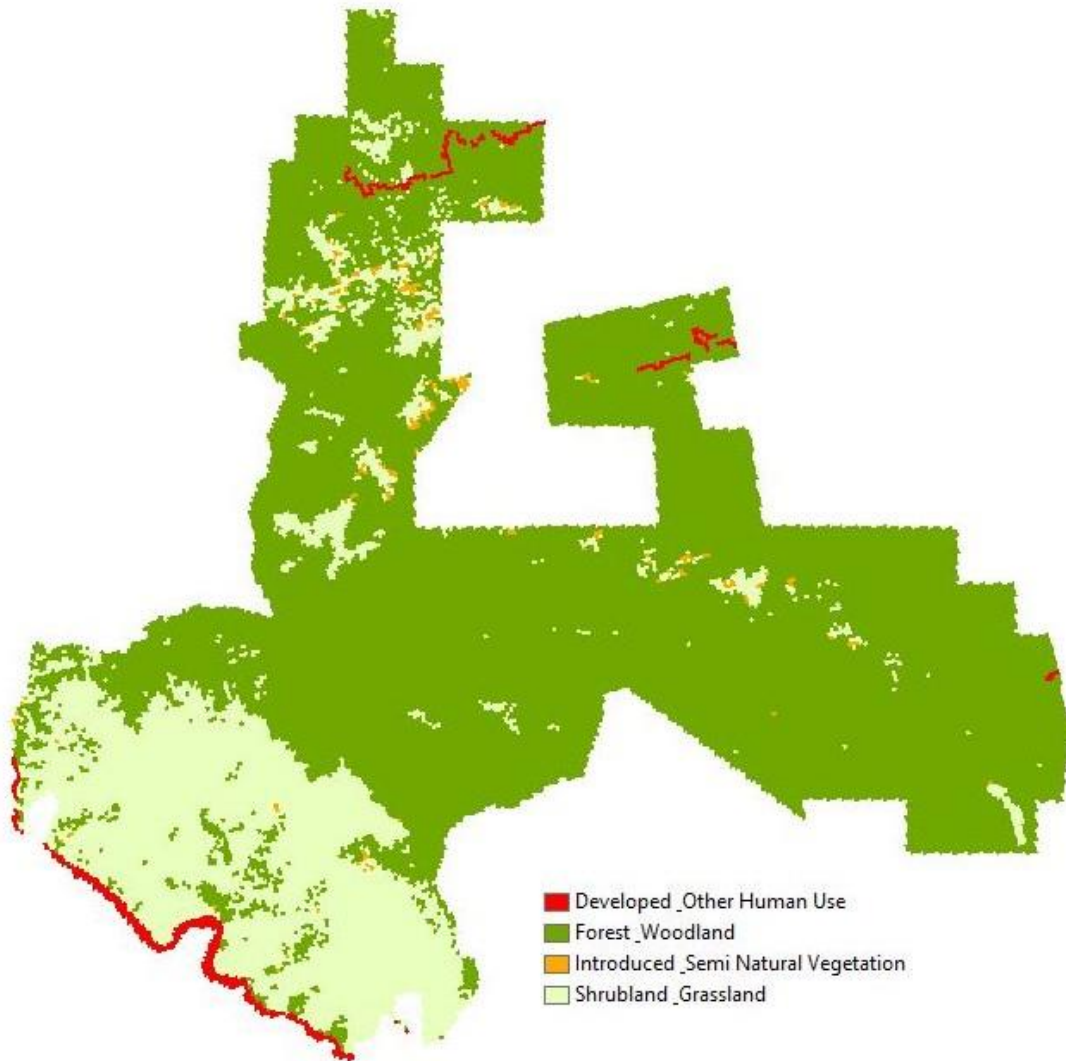 Developed _Other Human Use
Forest _Woodland
Introduced _Semi Natural Vegetation
Shrubland _Grassland